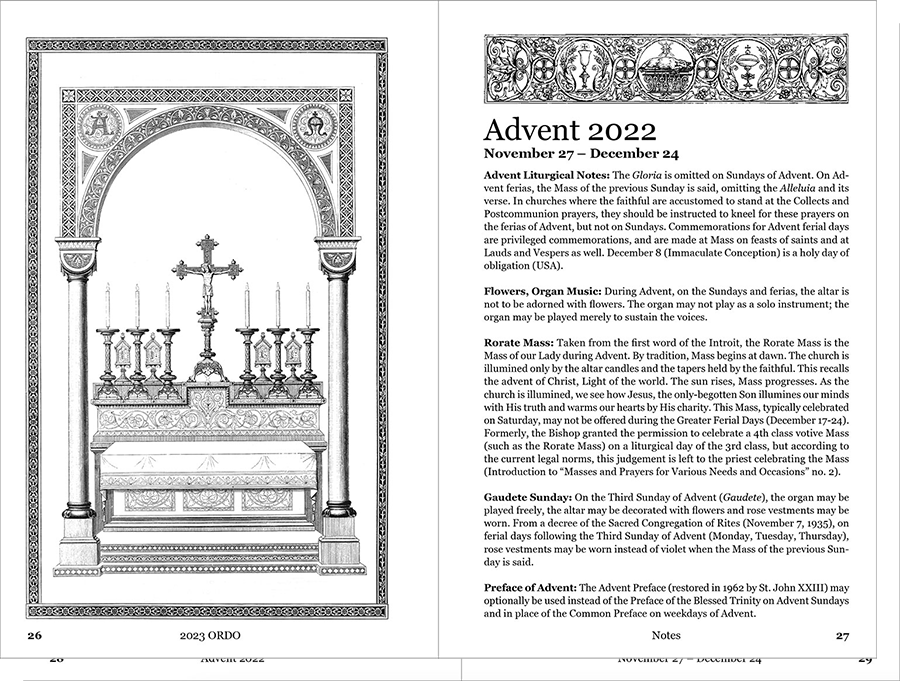 26
2023 ORDO
Advent 2022
November 27 – December 24
Advent Liturgical Notes: The Gloria is omitted on Sundays of Advent. On Ad-
vent ferias, the Mass of the previous Sunday is said, omitting the Alleluia and its
verse. In churches where the faithful are accustomed to stand at the Collects and
Postcommunion prayers, they should be instructed to kneel for these prayers on
the ferias of Advent, but not on Sundays. Commemorations for Advent ferial days
are privileged commemorations, and are made at Mass on feasts of saints and at
Lauds and Vespers as well. December 8 (Immaculate Conception) is a holy day of
obligation (USA).
Flowers, Organ Music: During Advent, on the Sundays and ferias, the altar is
not to be adorned with flowers. The organ may not play as a solo instrument; the
organ may be played merely to sustain the voices.
Rorate Mass: Taken from the first word of the Introit, the Rorate Mass is the
Mass of our Lady during Advent. By tradition, Mass begins at dawn. The church is
illumined only by the altar candles and the tapers held by the faithful. This recalls
the advent of Christ, Light of the world. The sun rises, Mass progresses. As the
church is illumined, we see how Jesus, the only-begotten Son illumines our minds
with His truth and warms our hearts by His charity. This Mass, typically celebrated
on Saturday, may not be offered during the Greater Ferial Days (December 17-24).
Formerly, the Bishop granted the permission to celebrate a 4th class votive Mass
(such as the Rorate Mass) on a liturgical day of the 3rd class, but according to
the current legal norms, this judgement is left to the priest celebrating the Mass
(Introduction to “Masses and Prayers for Various Needs and Occasions” no. 2).
Gaudete Sunday: On the Third Sunday of Advent (Gaudete), the organ may be
played freely, the altar may be decorated with flowers and rose vestments may be
worn. From a decree of the Sacred Congregation of Rites (November 7, 1935), on
ferial days following the Third Sunday of Advent (Monday, Tuesday, Thursday),
rose vestments may be worn instead of violet when the Mass of the previous Sun-
day is said.
Preface of Advent: The Advent Preface (restored in 1962 by St. John XXIII) may
optionally be used instead of the Preface of the Blessed Trinity on Advent Sundays
and in place of the Common Preface on weekdays of Advent.
Notes
27
28
Advent 2022
November 27 – December 24
29